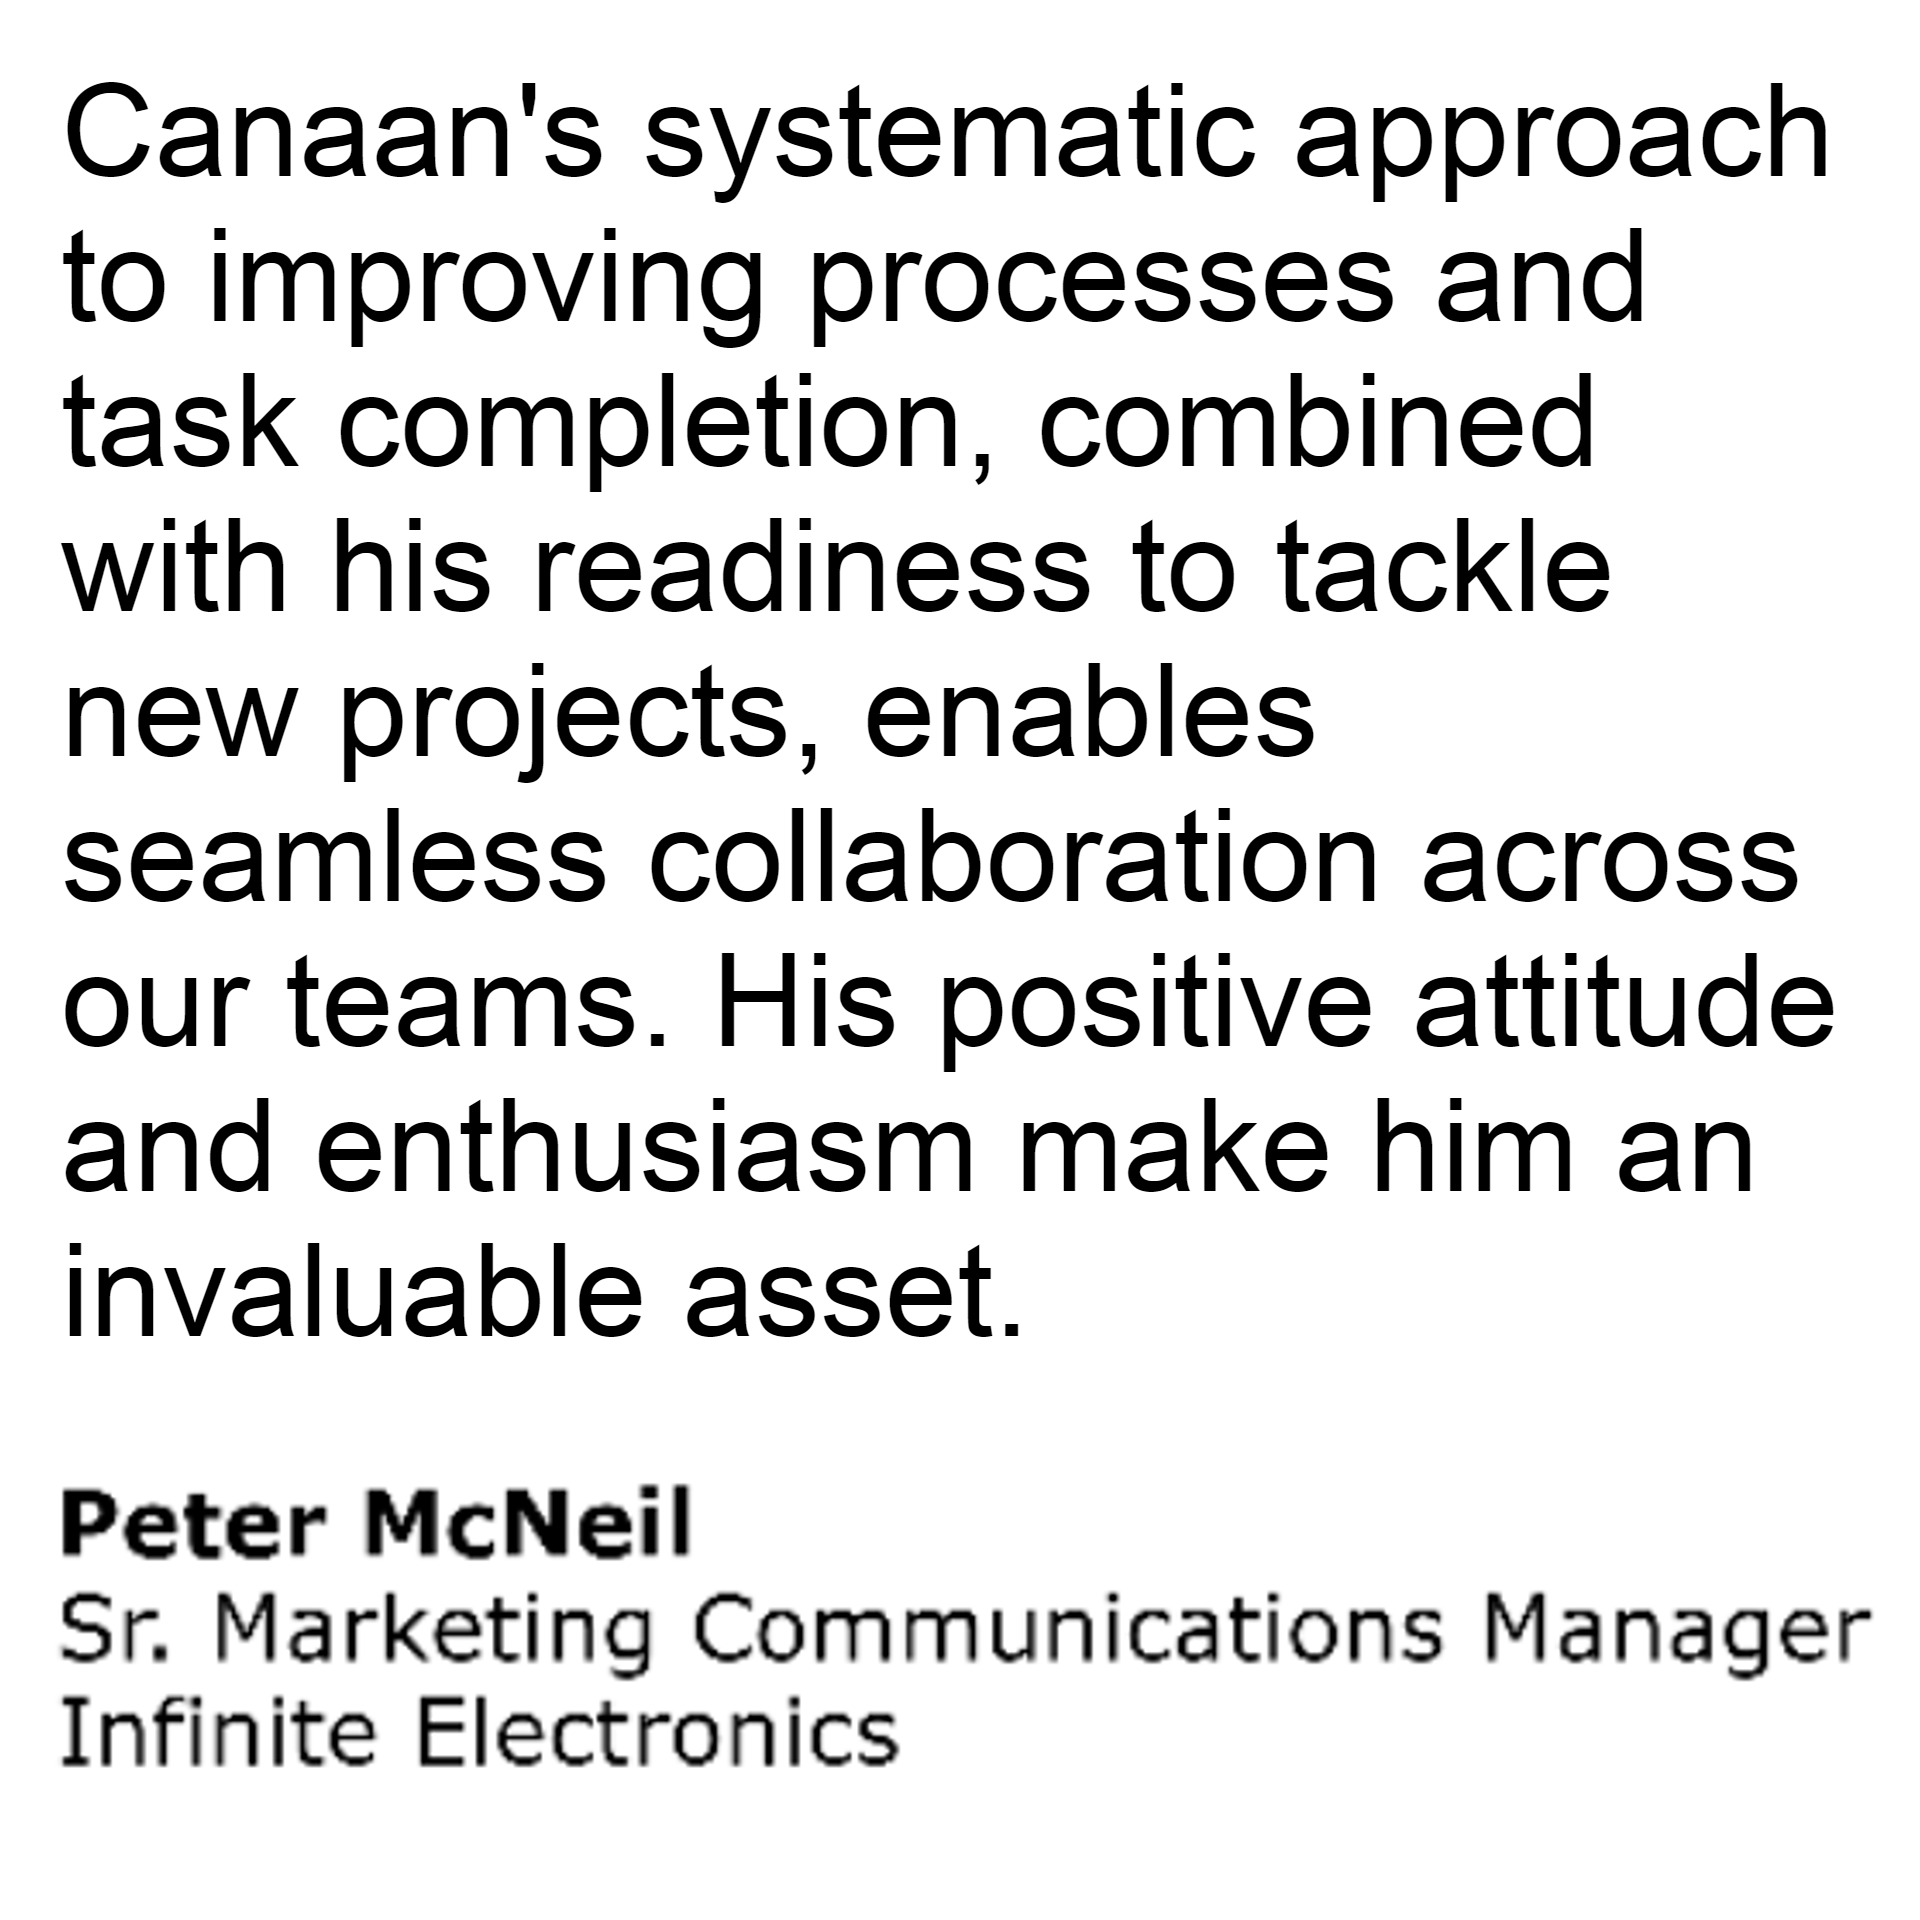 Canaan's systematic approach
to improving processes and
task completion, combined
with his readiness to tackle
new projects, enables
seamless collaboration across
our teams. His positive attitude
and enthusiasm make him an
invaluable asset.
Peter McNeil
Sr. Marketing Communications Manager
Infinite Electronics